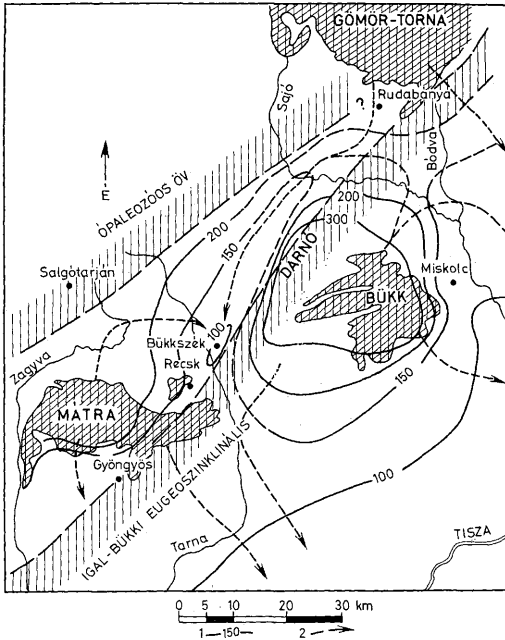 GÖMÖR-TORNA
Rudabánya
?
Sajó
Bódva
E
ÓPALEOZÓOS ÖV
200
150
200
300
DARNÓ
Salgótarján
BÜKK
Miskolc
Zagyva
Bükkszék
100
Recsk
150
MÁTRA
Gyöngyös
IGAL-BÜKKI EUGEOSZINKLINÁLIS
100
Tarna
TISZA
0 5 10 20 30 km
1—150— 2